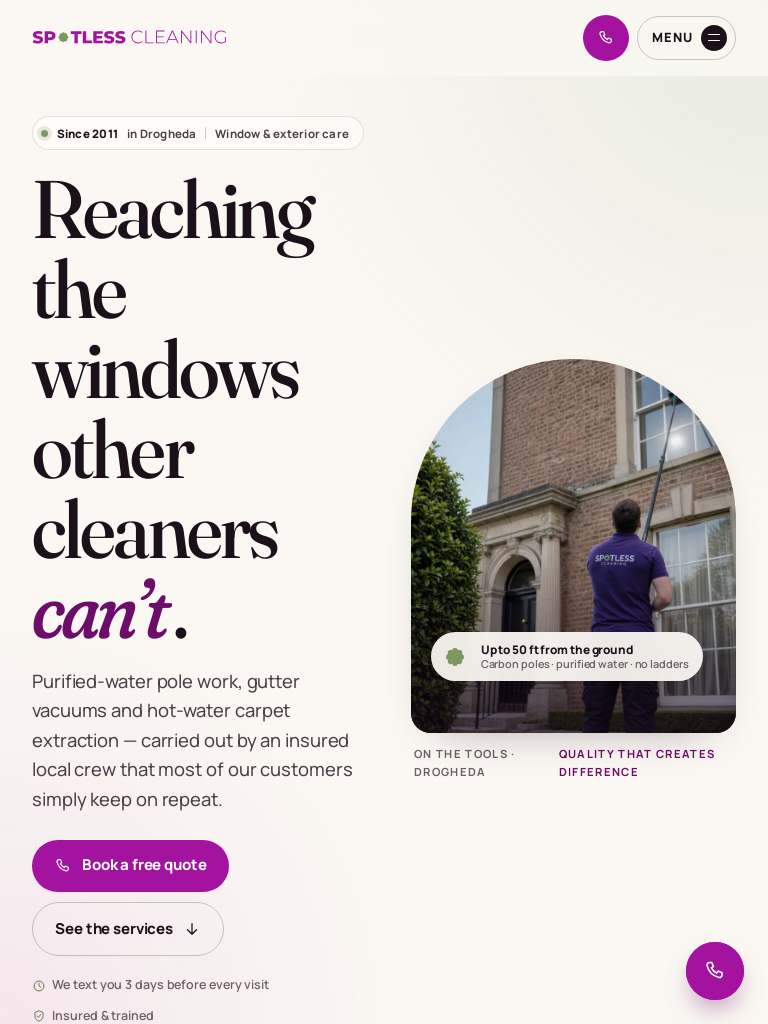 SPOTLESS CLEANING
MENU
Since 2011 in Drogheda | Window & exterior care
Reaching
the
windows
other
cleaners
can't.
Purified-water pole work, gutter
vacuums and hot-water carpet
extraction — carried out by an insured
local crew that most of our customers
simply keep on repeat.
Book a free quote
See the services
We text you 3 days before every visit
Insured & trained
SPOTLESS
CLEANING
Up to 50 ft from the ground
Carbon poles · purified water · no ladders
ON THE TOOLS ·
DROGHEDA
QUALITY THAT CREATES
DIFFERENCE